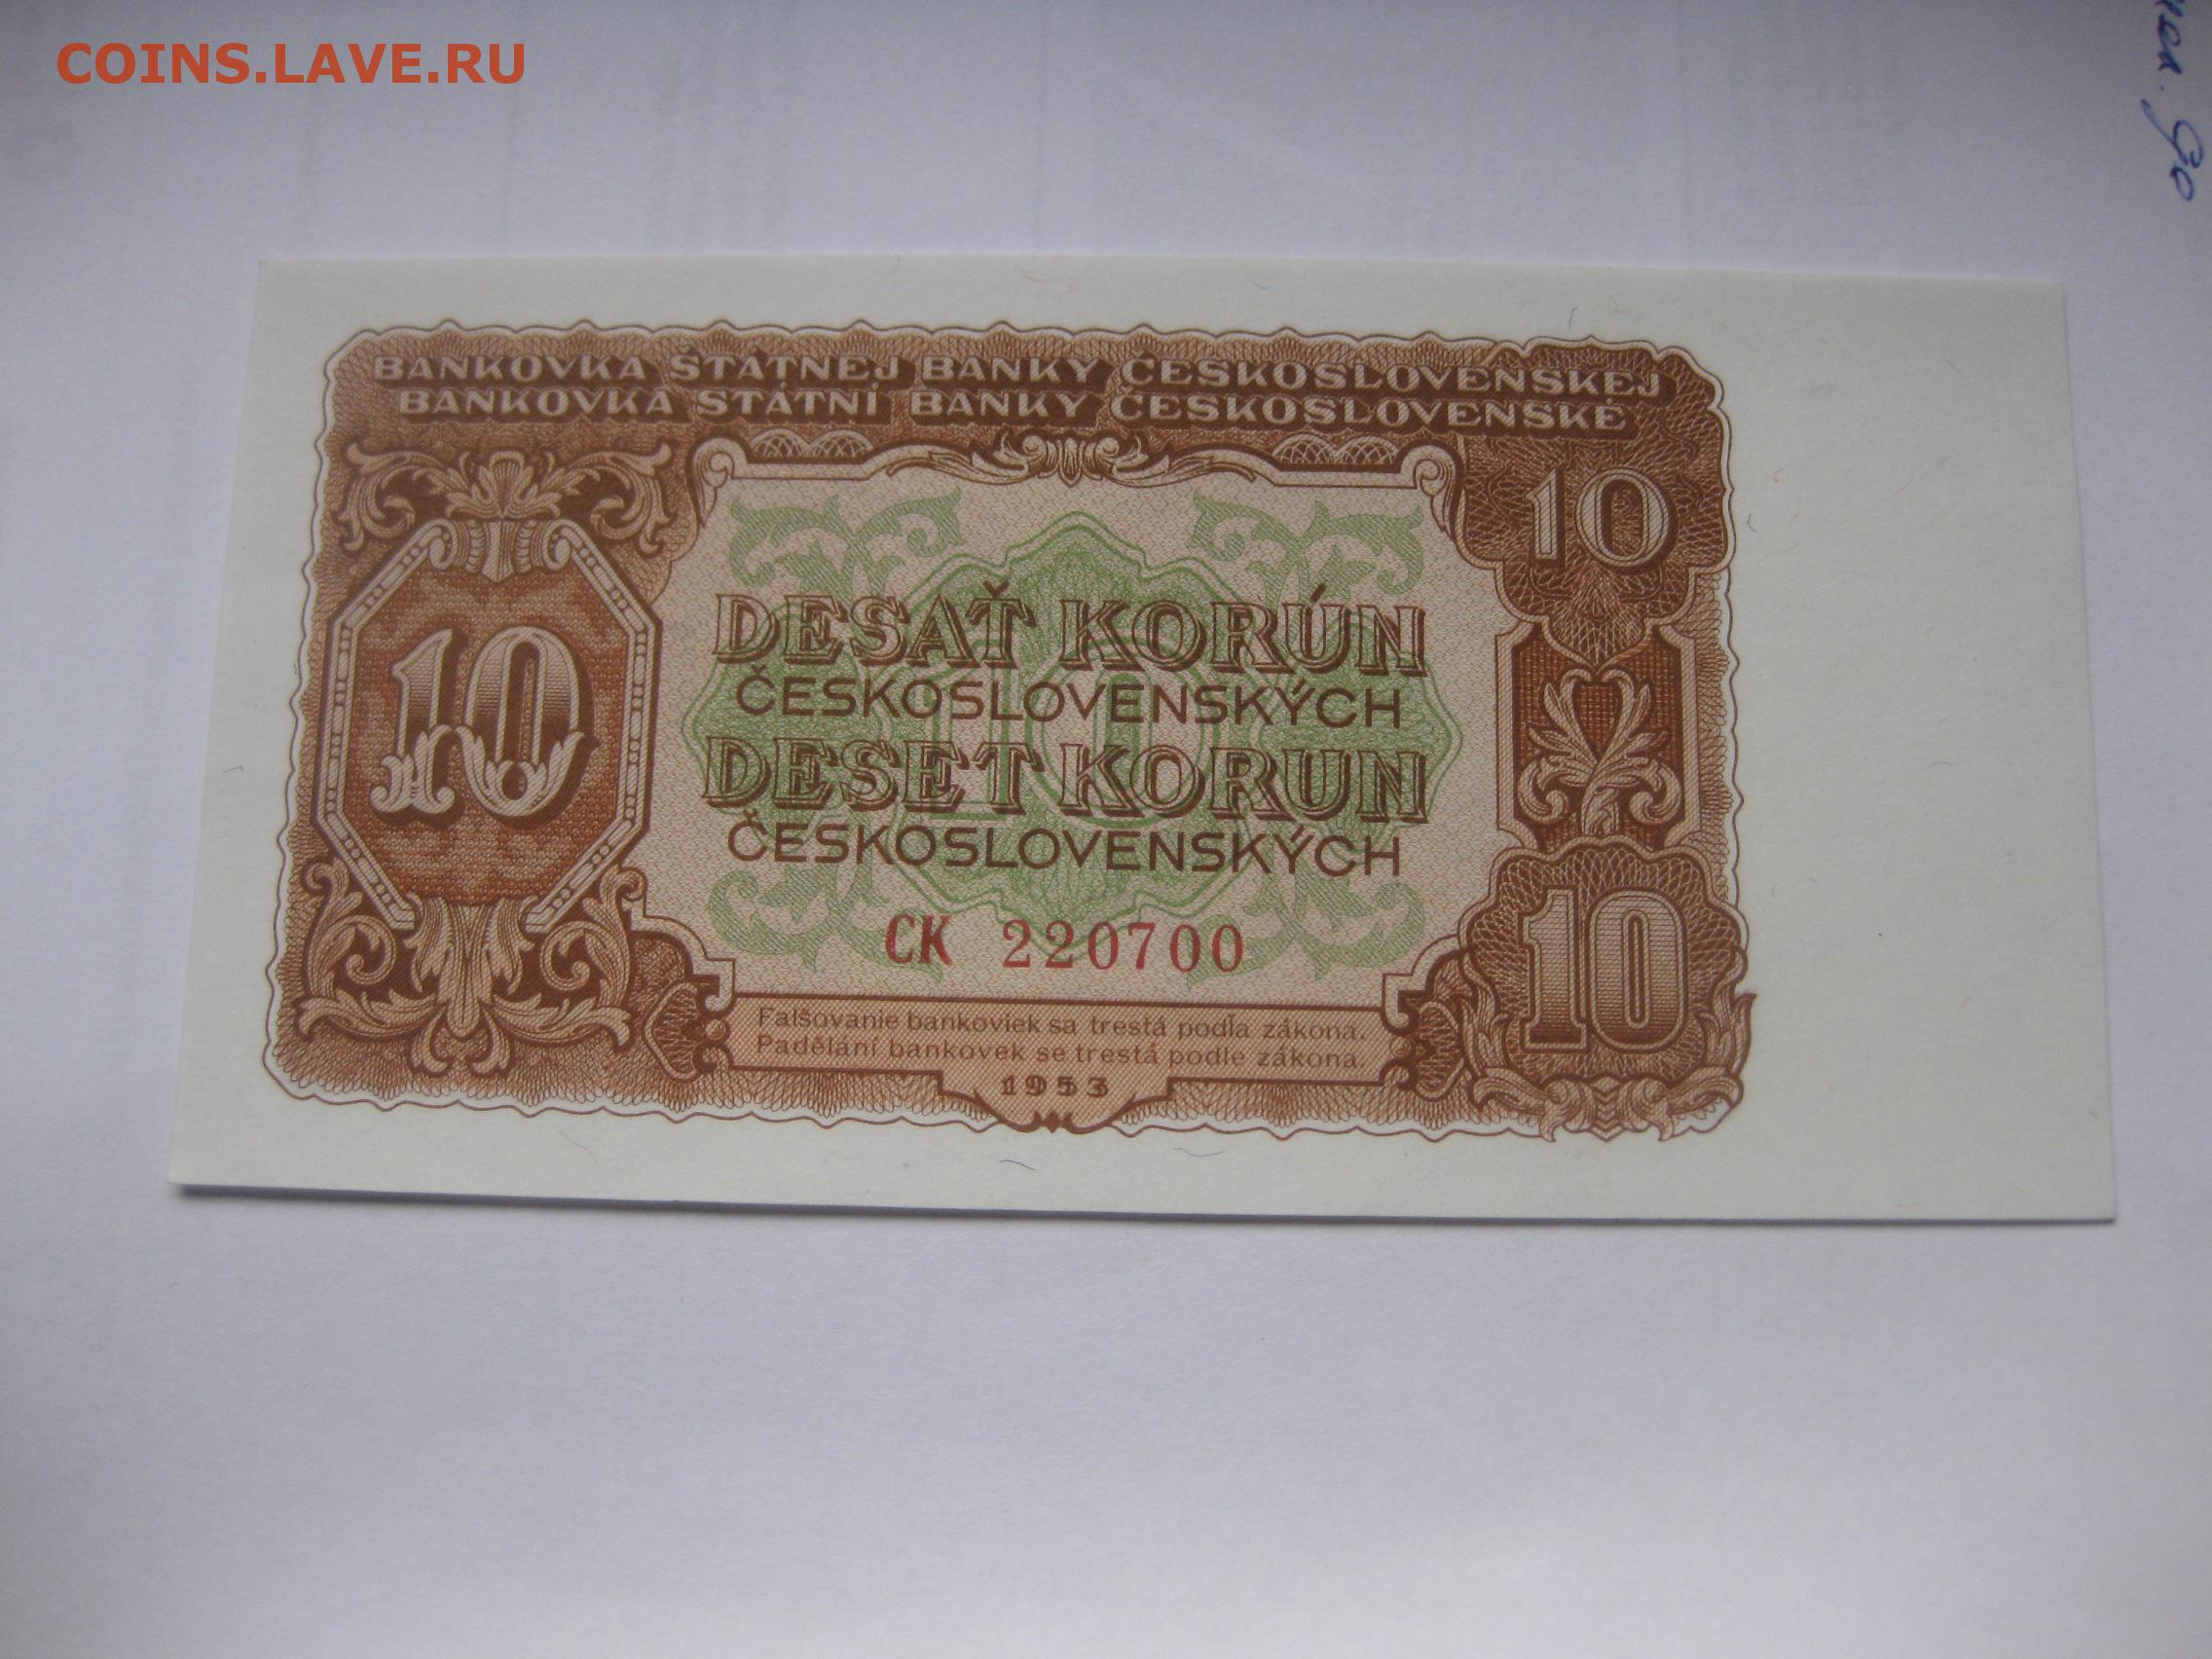 COINS.LAVE.RU
BANKOVKA ŠTÁTNEJ BANKY ČESKOSLOVENSKEJ
BANKOVKA STÁTNÍ BANKY ČESKOSLOVENSKÉ
10
10
DESAŤ KORÚN
ČESKOSLOVENSKÝCH
10
DESET KORUN
ČESKOSLOVENSKÝCH
CK 220700
10
Falšovanie bankoviek sa trestá podľa zákona.
Padělání bankovek se trestá podle zákona.
1953